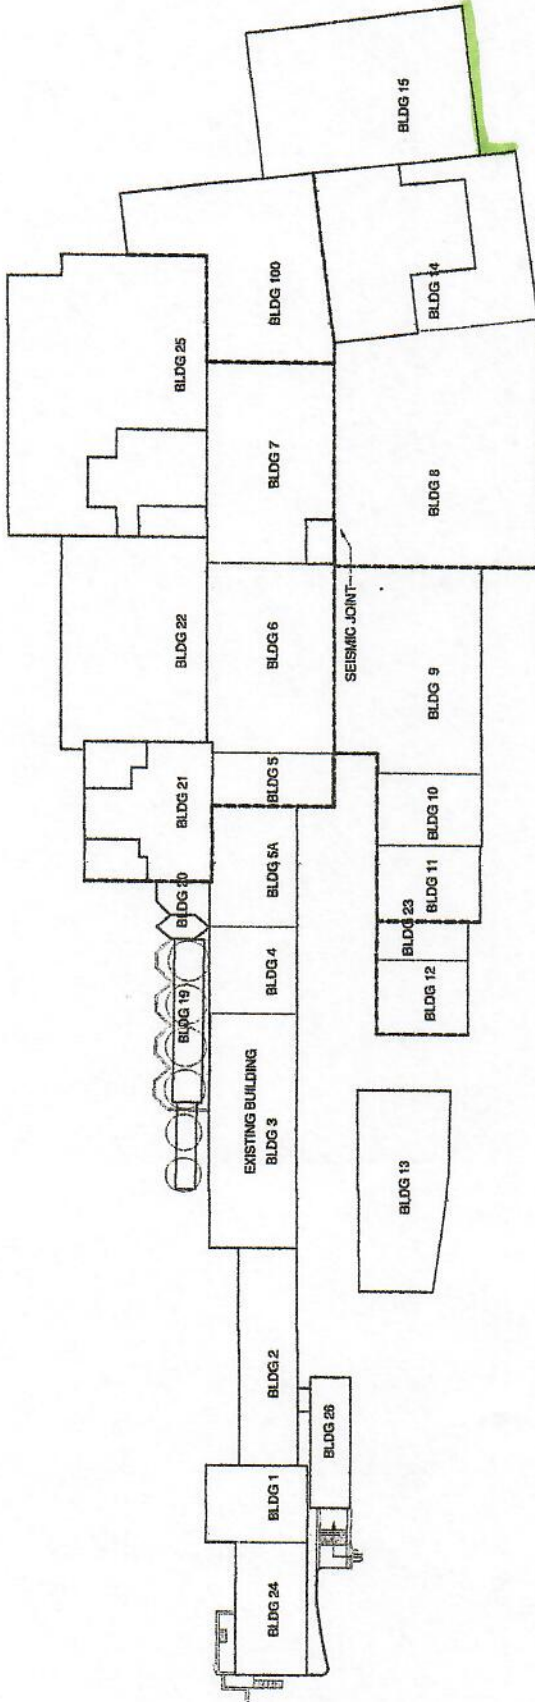 BLDG 15
BLDG 14
BLDG 100
BLDG 25
BLDG 7
BLDG 8
SEISMIC JOINT
BLDG 22
BLDG 6
BLDG 9
BLDG 5
BLDG 21
BLDG 10
BLDG 5A
BLDG 20
BLDG 11
BLDG 23
BLDG 4
BLDG 12
BLDG 19
EXISTING BUILDING
BLDG 3
BLDG 13
BLDG 2
BLDG 26
BLDG 1
UP
BLDG 24